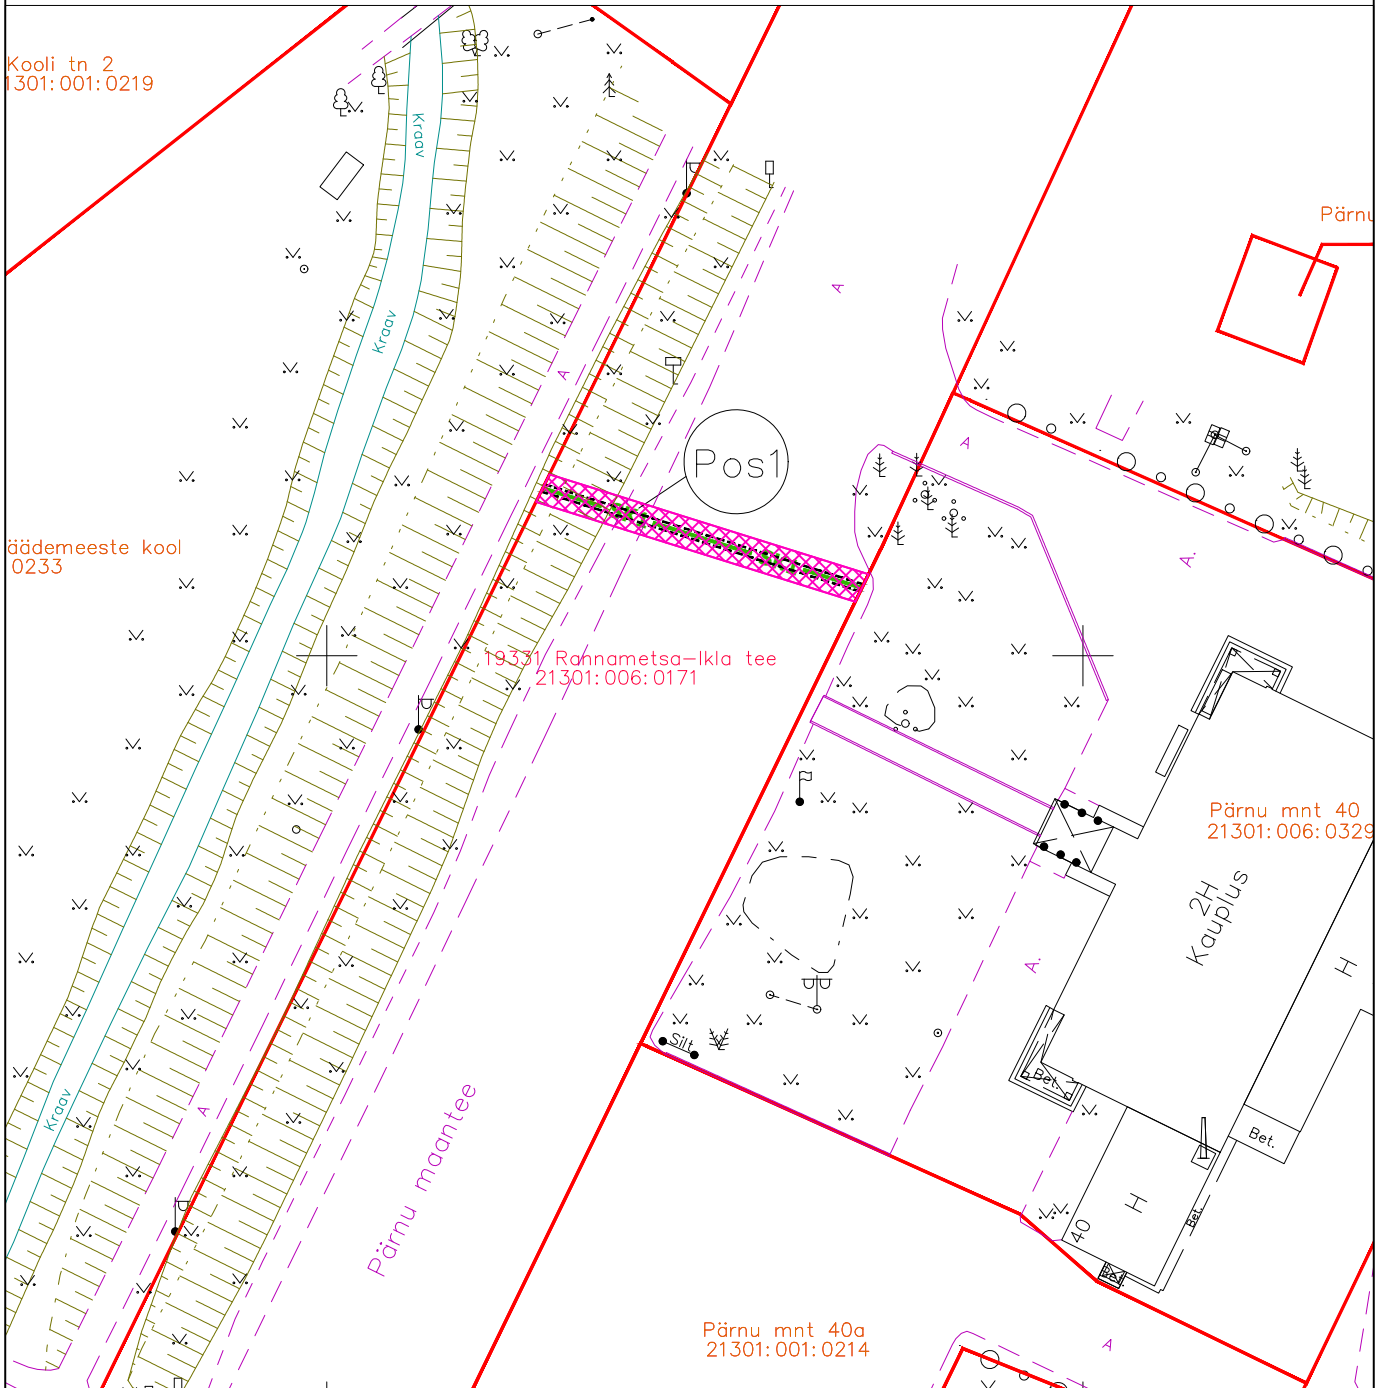 Kooli tn 2
1301:001:0219
Kraav
Pärnu
Kraav
A
A
A
Pos1
äädemeeste kool
0233
A.
19331 Rannametsa-Ikla tee
21301:006:0171
Pärnu mnt 40
21301:006:0329
2H
Kauplus
H
A.
Silt
Bet.
Kraav
A
Pärnu maantee
Bet.
H
40
Bet.
Bet.
Pärnu mnt 40a
21301:001:0214
A